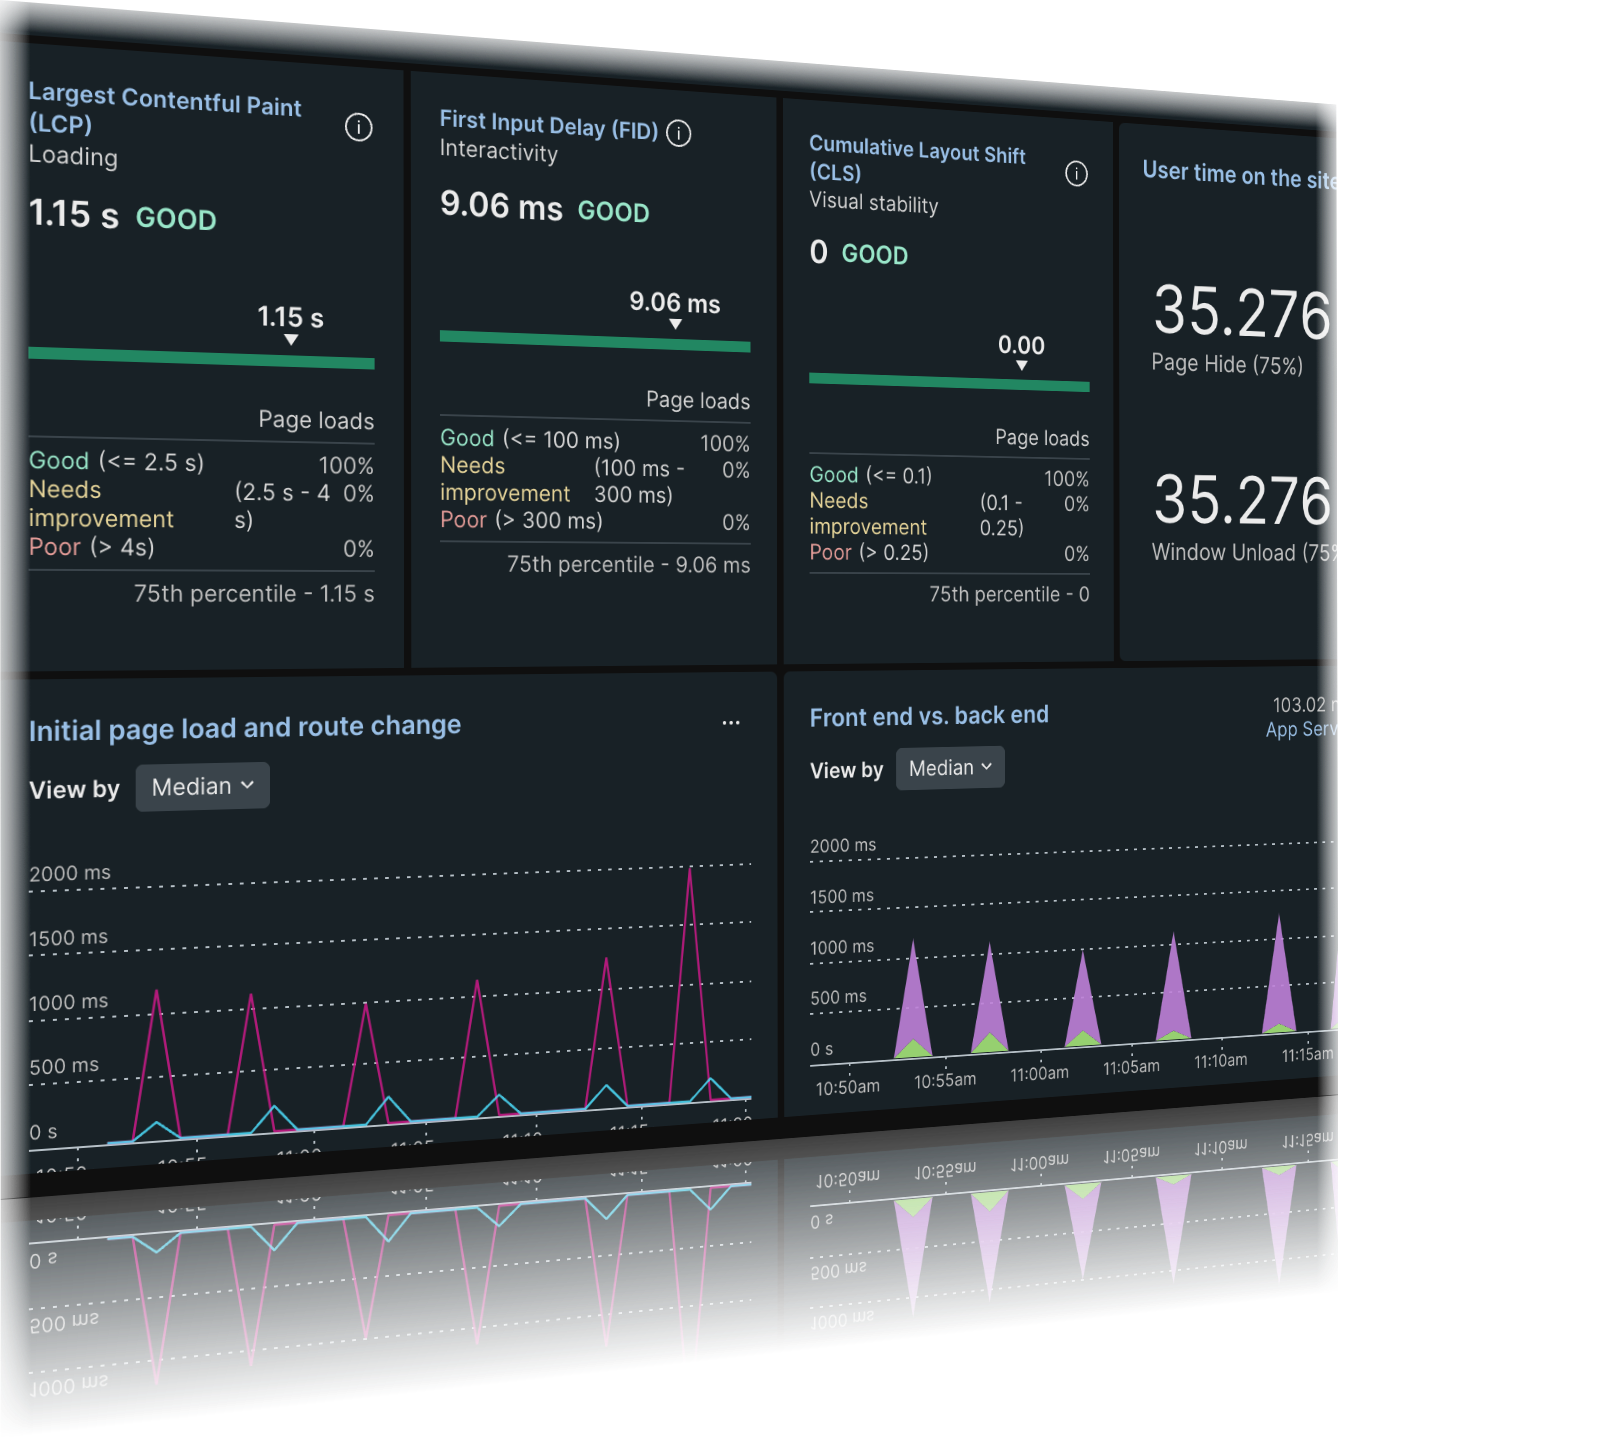 Largest Contentful Paint
(LCP)
Loading
1.15 s GOOD
1.15 s
Page loads
Good (<= 2.5 s) 100%
Needs (2.5 s - 4 0%
improvement s)
Poor (> 4s) 0%
75th percentile - 1.15 s
First Input Delay (FID)
Interactivity
9.06 ms GOOD
9.06 ms
Page loads
Good (<= 100 ms) 100%
Needs (100 ms - 0%
improvement 300 ms)
Poor (> 300 ms) 0%
75th percentile - 9.06 ms
Cumulative Layout Shift
(CLS)
Visual stability
0 GOOD
0.00
Page loads
Good (<= 0.1) 100%
Needs (0.1 - 0%
improvement 0.25)
Poor (> 0.25) 0%
75th percentile - 0
User time on the site
35.276
Page Hide (75%)
35.276
Window Unload (75%
Initial page load and route change
...
View by Median
2000 ms
1500 ms
1000 ms
500 ms
0 s
Front end vs. back end
103.02
App Serv
View by Median
2000 ms
1500 ms
1000 ms
500 ms
0 s
10:50am 10:55am 11:00am 11:05am 11:10am 11:15am